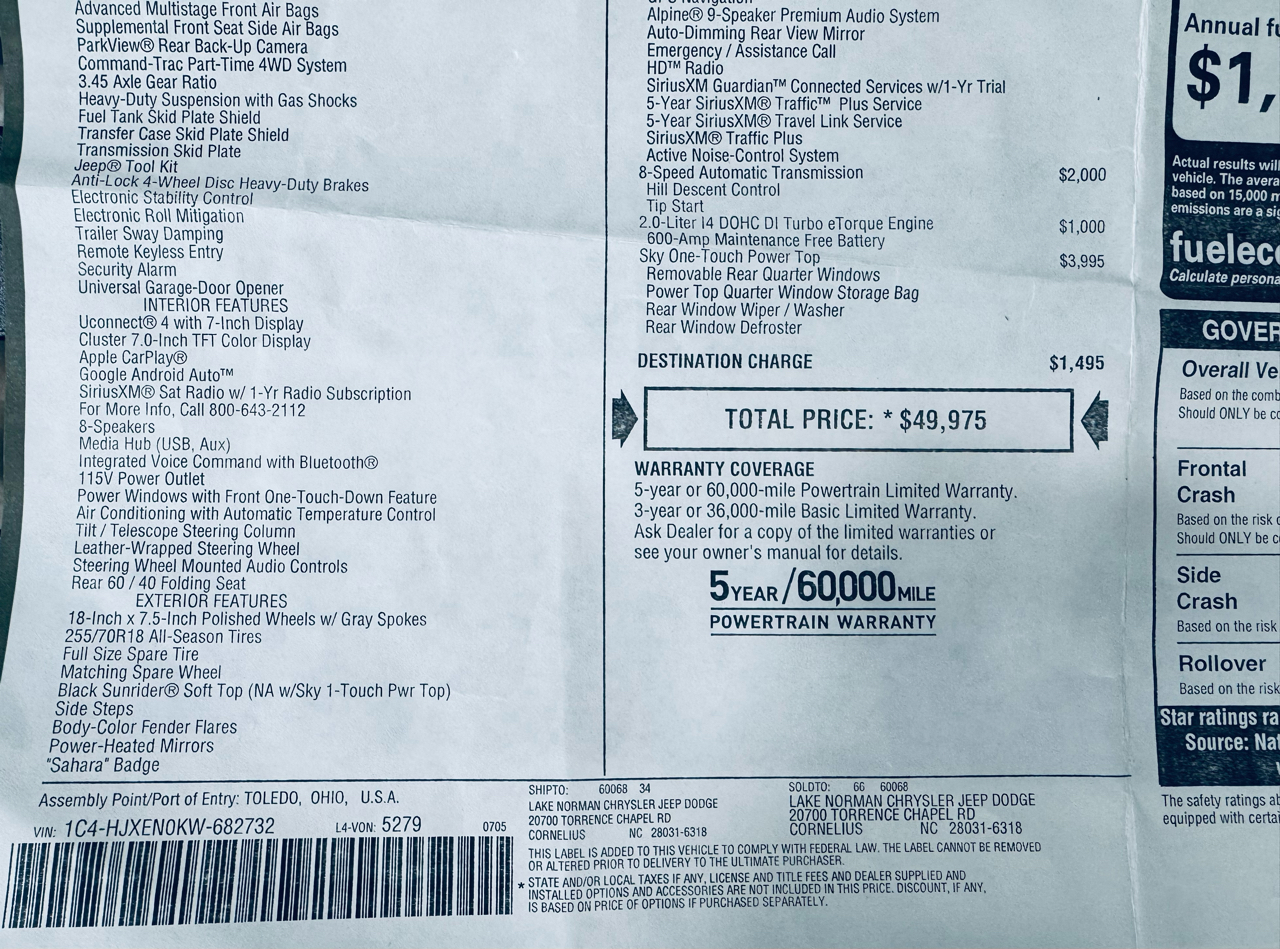 Advanced Multistage Front Air Bags
Supplemental Front Seat Side Air Bags
ParkView® Rear Back-Up Camera
Command-Trac Part-Time 4WD System
3.45 Axle Gear Ratio
Heavy-Duty Suspension with Gas Shocks
Fuel Tank Skid Plate Shield
Transfer Case Skid Plate Shield
Transmission Skid Plate
Jeep® Tool Kit
Anti-Lock 4-Wheel Disc Heavy-Duty Brakes
Electronic Stability Control
Electronic Roll Mitigation
Trailer Sway Damping
Remote Keyless Entry
Security Alarm
Universal Garage-Door Opener
INTERIOR FEATURES
Uconnect® 4 with 7-Inch Display
Cluster 7.0-Inch TFT Color Display
Apple CarPlay®
Google Android Auto™
SiriusXM® Sat Radio w/ 1-Yr Radio Subscription
For More Info, Call 800-643-2112
8-Speakers
Media Hub (USB, Aux)
Integrated Voice Command with Bluetooth®
115V Power Outlet
Power Windows with Front One-Touch-Down Feature
Air Conditioning with Automatic Temperature Control
Tilt / Telescope Steering Column
Leather-Wrapped Steering Wheel
Steering Wheel Mounted Audio Controls
Rear 60 / 40 Folding Seat
EXTERIOR FEATURES
18-Inch x 7.5-Inch Polished Wheels w/ Gray Spokes
255/70R18 All-Season Tires
Full Size Spare Tire
Matching Spare Wheel
Black Sunrider® Soft Top (NA w/Sky 1-Touch Pwr Top)
Side Steps
Body-Color Fender Flares
Power-Heated Mirrors
"Sahara" Badge
Alpine® 9-Speaker Premium Audio System
Auto-Dimming Rear View Mirror
Emergency / Assistance Call
HD™ Radio
SiriusXM Guardian™ Connected Services w/1-Yr Trial
5-Year SiriusXM® Traffic™ Plus Service
5-Year SiriusXM® Travel Link Service
SiriusXM® Traffic Plus
Active Noise-Control System
8-Speed Automatic Transmission $2,000
Hill Descent Control
Tip Start
2.0-Liter I4 DOHC DI Turbo eTorque Engine $1,000
600-Amp Maintenance Free Battery
Sky One-Touch Power Top $3,995
Removable Rear Quarter Windows
Power Top Quarter Window Storage Bag
Rear Window Wiper / Washer
Rear Window Defroster
DESTINATION CHARGE $1,495
TOTAL PRICE: * $49,975
WARRANTY COVERAGE
5-year or 60,000-mile Powertrain Limited Warranty.
3-year or 36,000-mile Basic Limited Warranty.
Ask Dealer for a copy of the limited warranties or
see your owner's manual for details.
5YEAR/60,000MILE
POWERTRAIN WARRANTY
Annual fu
$1,
Actual results will
vehicle. The avera
based on 15,000 m
emissions are a si
fueleco
Calculate persona
GOVER
Overall Ve
Based on the comb
Should ONLY be co
Frontal
Crash
Based on the risk o
Should ONLY be co
Side
Crash
Based on the risk
Rollover
Based on the risk
Star ratings ra
Source: Nat
The safety ratings ab
equipped with certai
Assembly Point/Port of Entry: TOLEDO, OHIO, U.S.A.
VIN: 1C4-HJXEN0KW-682732 L4-VON: 5279 0705
SHIPTO: 60068 34
LAKE NORMAN CHRYSLER JEEP DODGE
20700 TORRENCE CHAPEL RD
CORNELIUS NC 28031-6318
SOLDTO: 66 60068
LAKE NORMAN CHRYSLER JEEP DODGE
20700 TORRENCE CHAPEL RD
CORNELIUS NC 28031-6318
THIS LABEL IS ADDED TO THIS VEHICLE TO COMPLY WITH FEDERAL LAW. THE LABEL CANNOT BE REMOVED
OR ALTERED PRIOR TO DELIVERY TO THE ULTIMATE PURCHASER.
* STATE AND/OR LOCAL TAXES IF ANY, LICENSE AND TITLE FEES AND DEALER SUPPLIED AND
INSTALLED OPTIONS AND ACCESSORIES ARE NOT INCLUDED IN THIS PRICE. DISCOUNT, IF ANY,
IS BASED ON PRICE OF OPTIONS IF PURCHASED SEPARATELY.